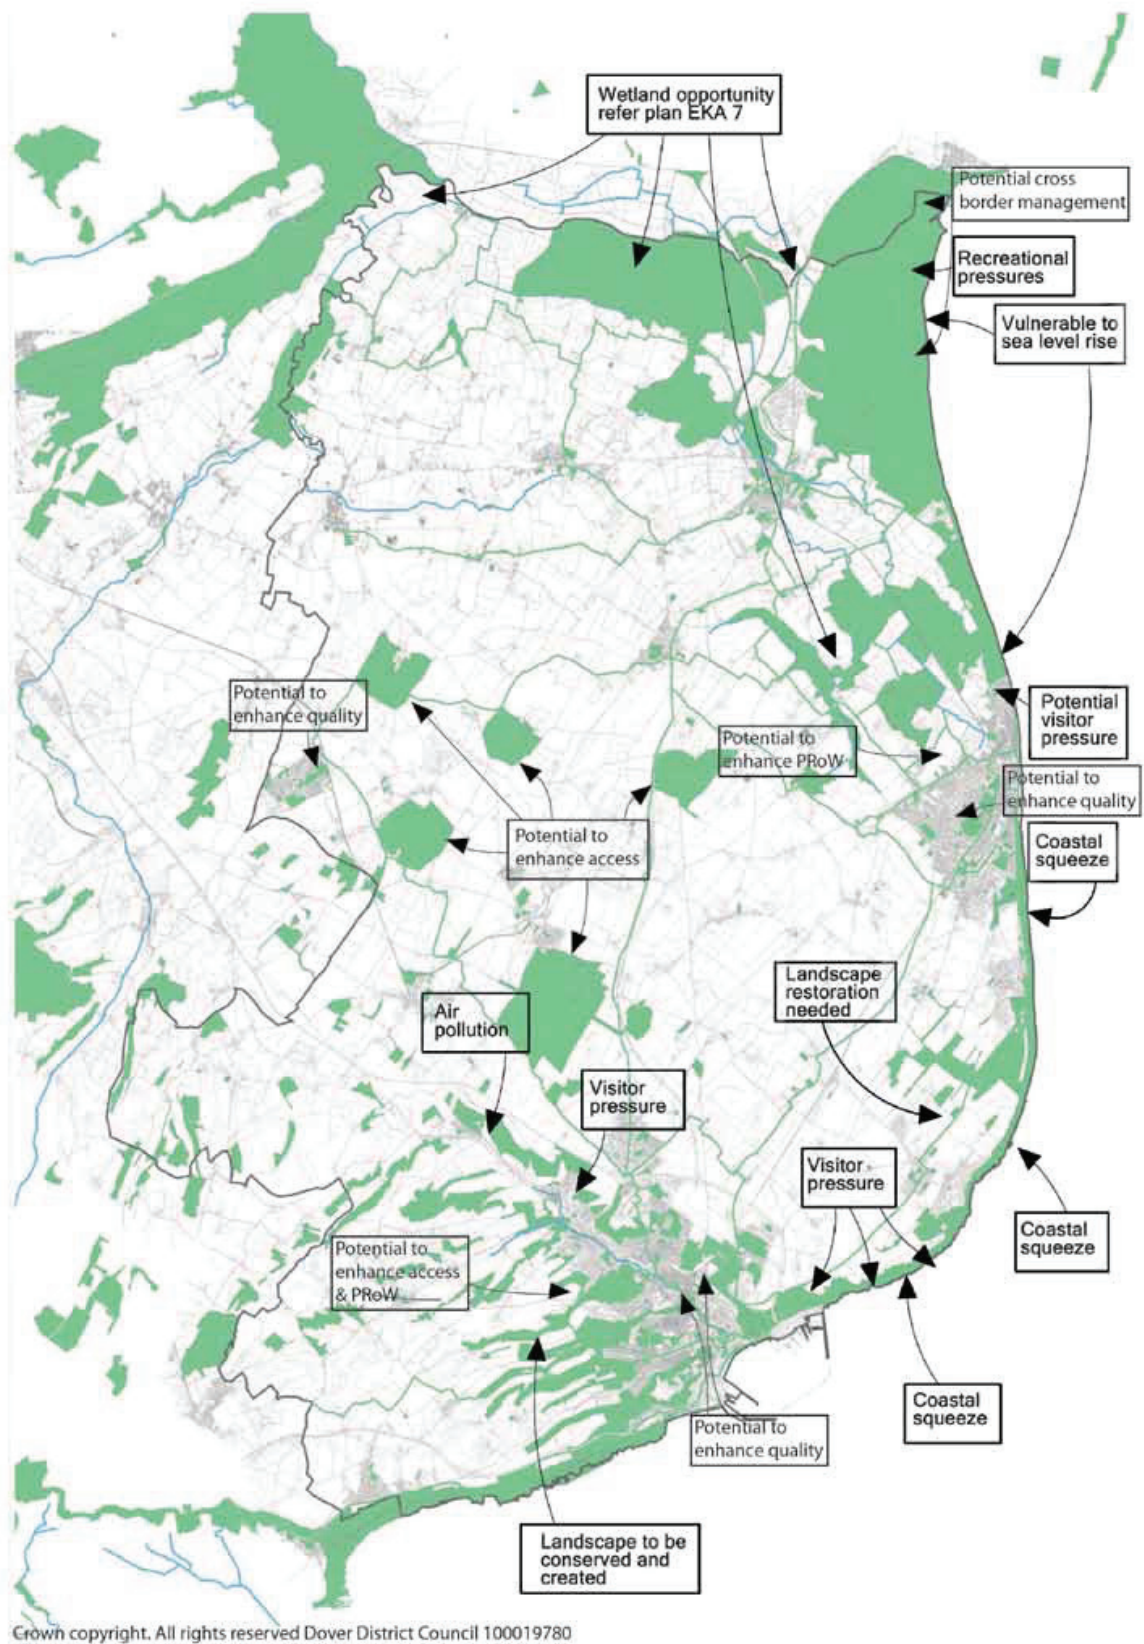 Wetland opportunity
refer plan EKA 7
Potential cross
border management
Recreational
pressures
Vulnerable to
sea level rise
Potential to
enhance quality
Potential
visitor
pressure
Potential to
enhance PRoW
Potential to
enhance quality
Potential to
enhance access
Coastal
squeeze
Landscape
restoration
needed
Air
pollution
Visitor
pressure
Visitor
pressure
Coastal
squeeze
Potential to
enhance access
& PRoW
Coastal
squeeze
Potential to
enhance quality
Landscape to be
conserved and
created
Crown copyright. All rights reserved Dover District Council 100019780